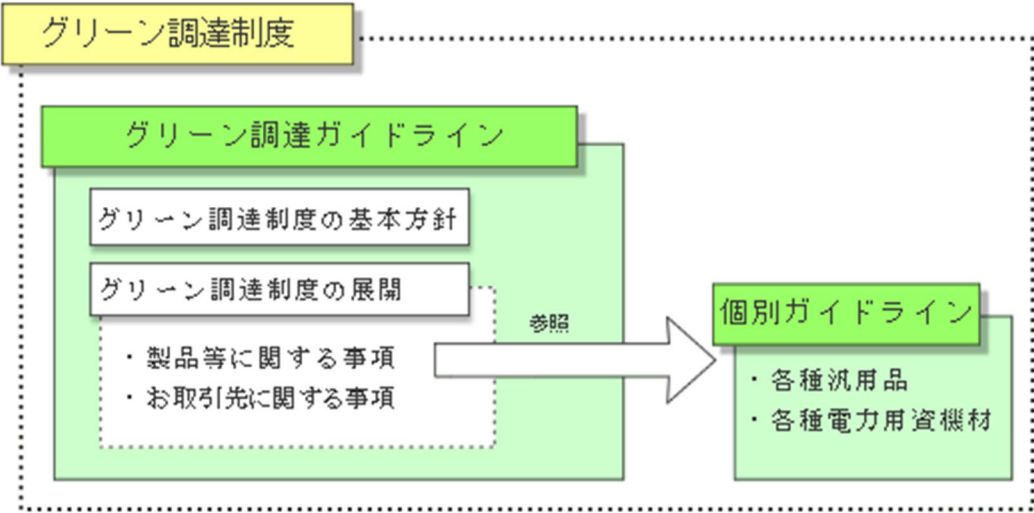 グリーン調達制度
グリーン調達ガイドライン
グリーン調達制度の基本方針
グリーン調達制度の展開
・製品等に関する事項
・お取引先に関する事項
参照
個別ガイドライン
・各種汎用品
・各種電力用資機材